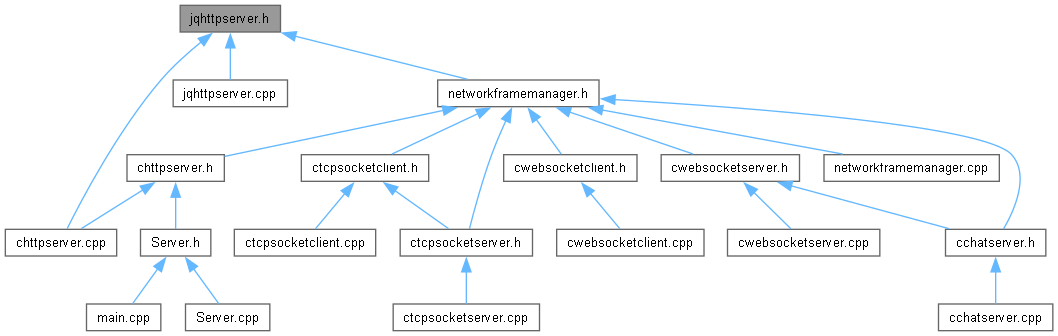 jqhttpserver.h
jqhttpserver.cpp
networkframemanager.h
chttpserver.h
ctcpsocketclient.h
cwebsocketclient.h
cwebsocketserver.h
networkframemanager.cpp
chttpserver.cpp
Server.h
ctcpsocketclient.cpp
ctcpsocketserver.h
cwebsocketclient.cpp
cwebsocketserver.cpp
cchatserver.h
main.cpp
Server.cpp
ctcpsocketserver.cpp
cchatserver.cpp